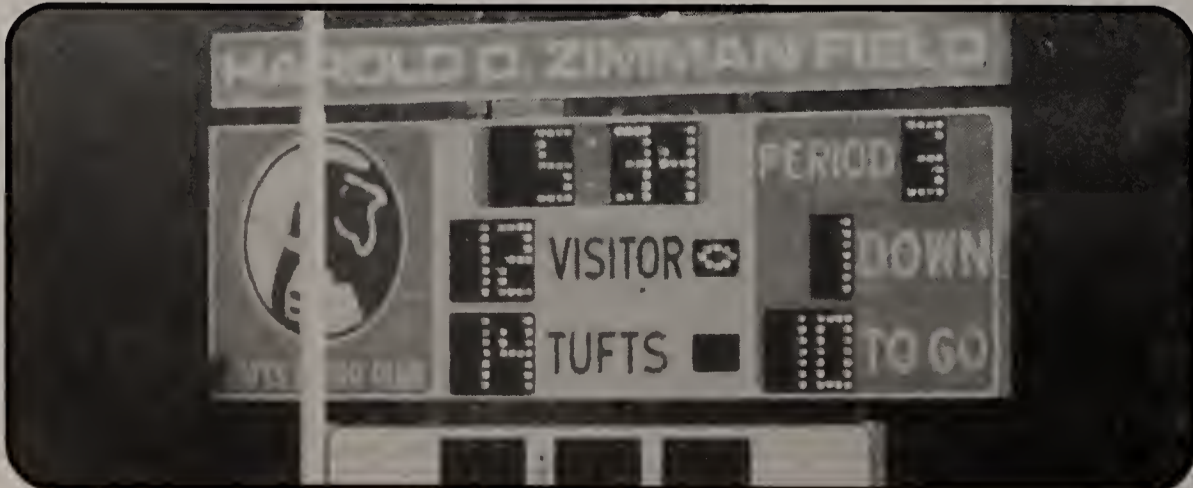 HAROLD O. ZIMMAN FIELD
5:34 PERIOD 3
12 VISITOR 1 DOWN
14 TUFTS 10 TO GO